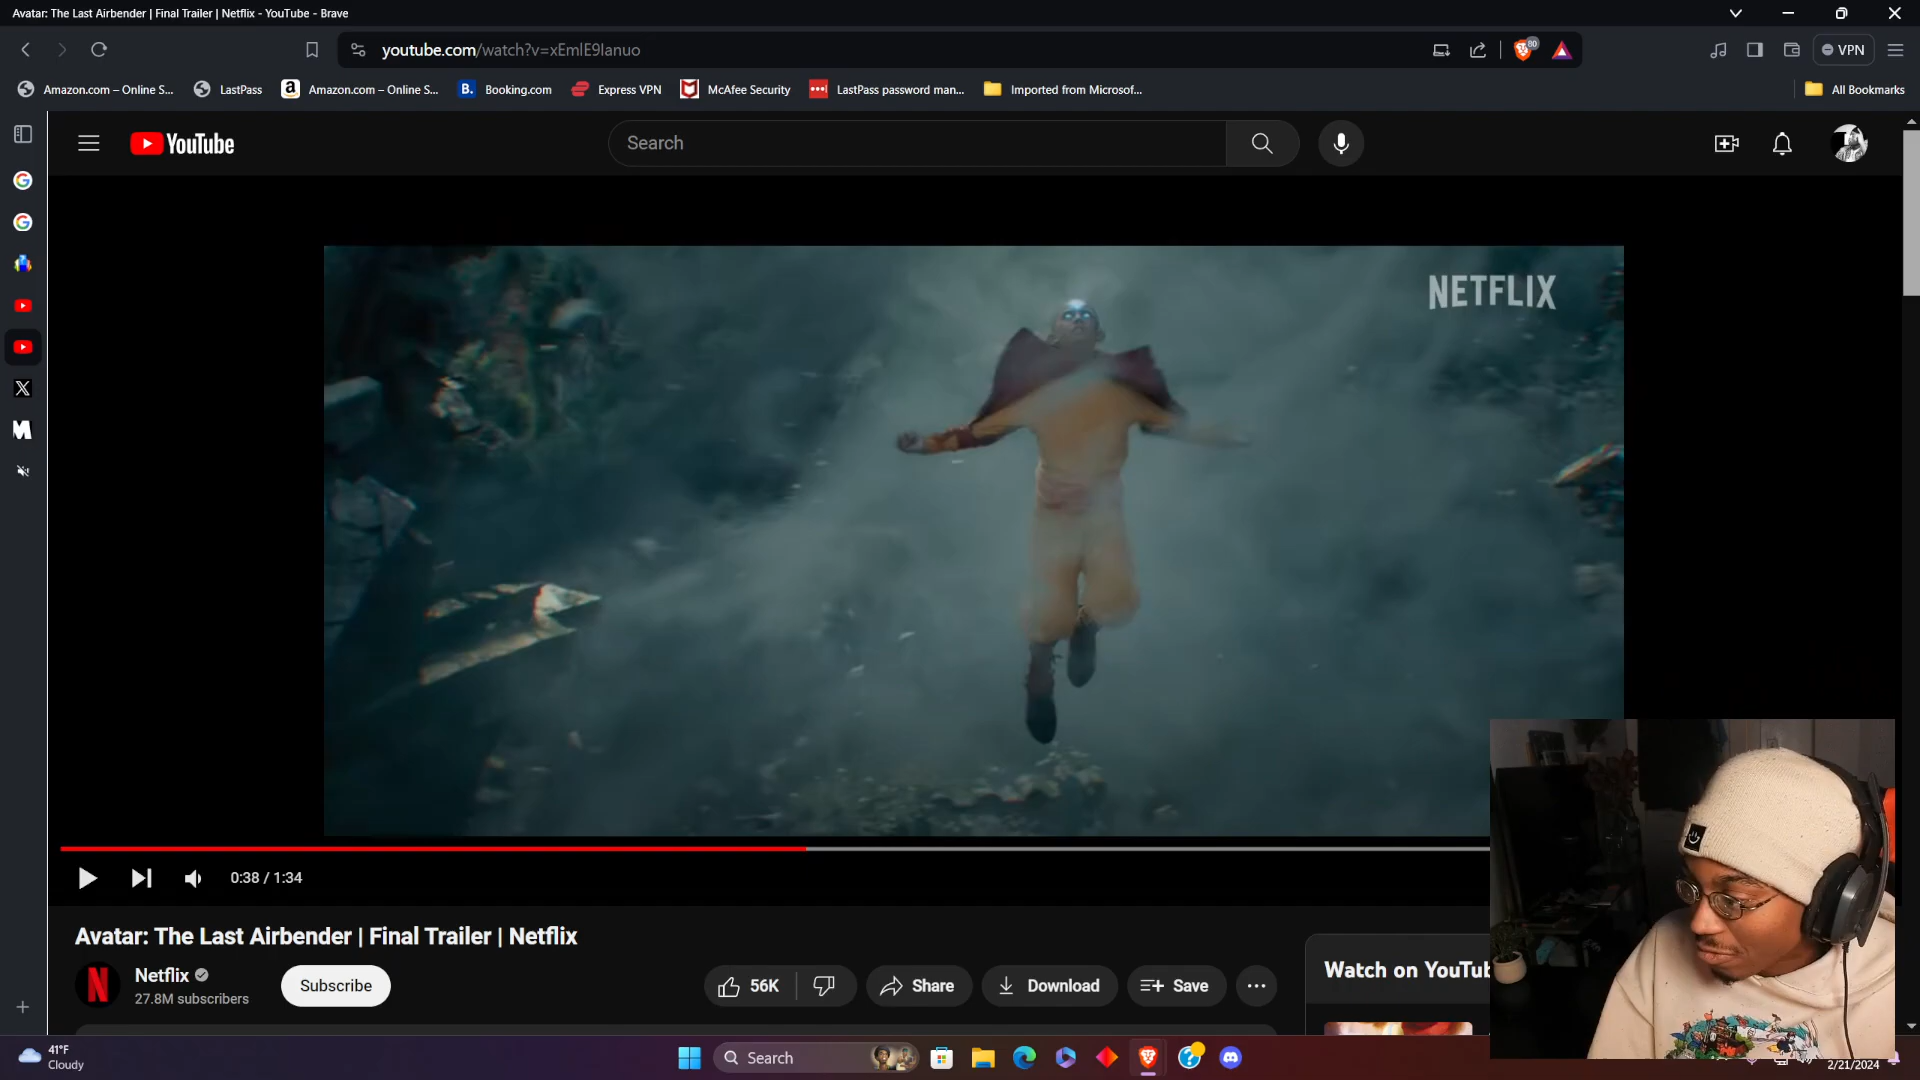 Avatar: The Last Airbender | Final Trailer | Netflix - YouTube - Brave
youtube.com/watch?v=xEmlE9lanuo
80
VPN
Amazon.com – Online S...
LastPass
Amazon.com – Online S...
Booking.com
Express VPN
McAfee Security
LastPass password man...
Imported from Microsof...
All Bookmarks
YouTube
Search
NETFLIX
0:38 / 1:34
Avatar: The Last Airbender | Final Trailer | Netflix
Netflix
27.8M subscribers
Subscribe
56K
Share
Download
Save
Watch on YouTub
41°F
Cloudy
Search
2/21/2024